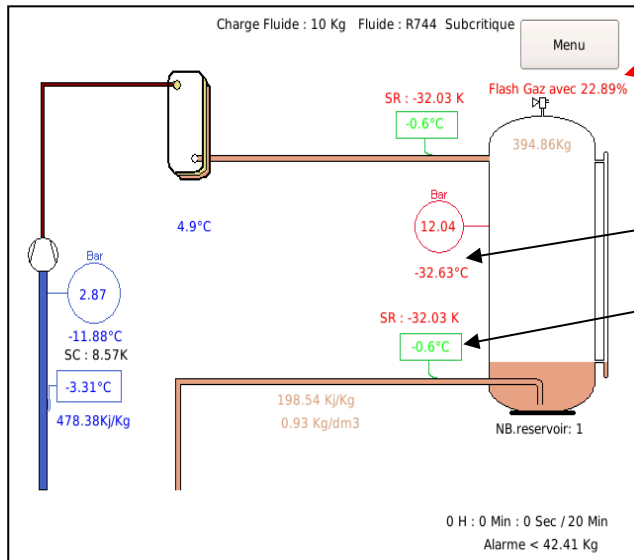 Charge Fluide : 10 Kg Fluide : R744 Subcritique
Menu
Flash Gaz avec 22.89%
SR : -32.03 K
-0.6°C
394.86Kg
Bar
12.04
-32.63°C
4.9°C
Bar
2.87
-11.88°C
SC : 8.57K
-3.31°C
478.38Kj/Kg
SR : -32.03 K
-0.6°C
198.54 Kj/Kg
0.93 Kg/dm3
NB.reservoir: 1
0 H : 0 Min : 0 Sec / 20 Min
Alarme < 42.41 Kg